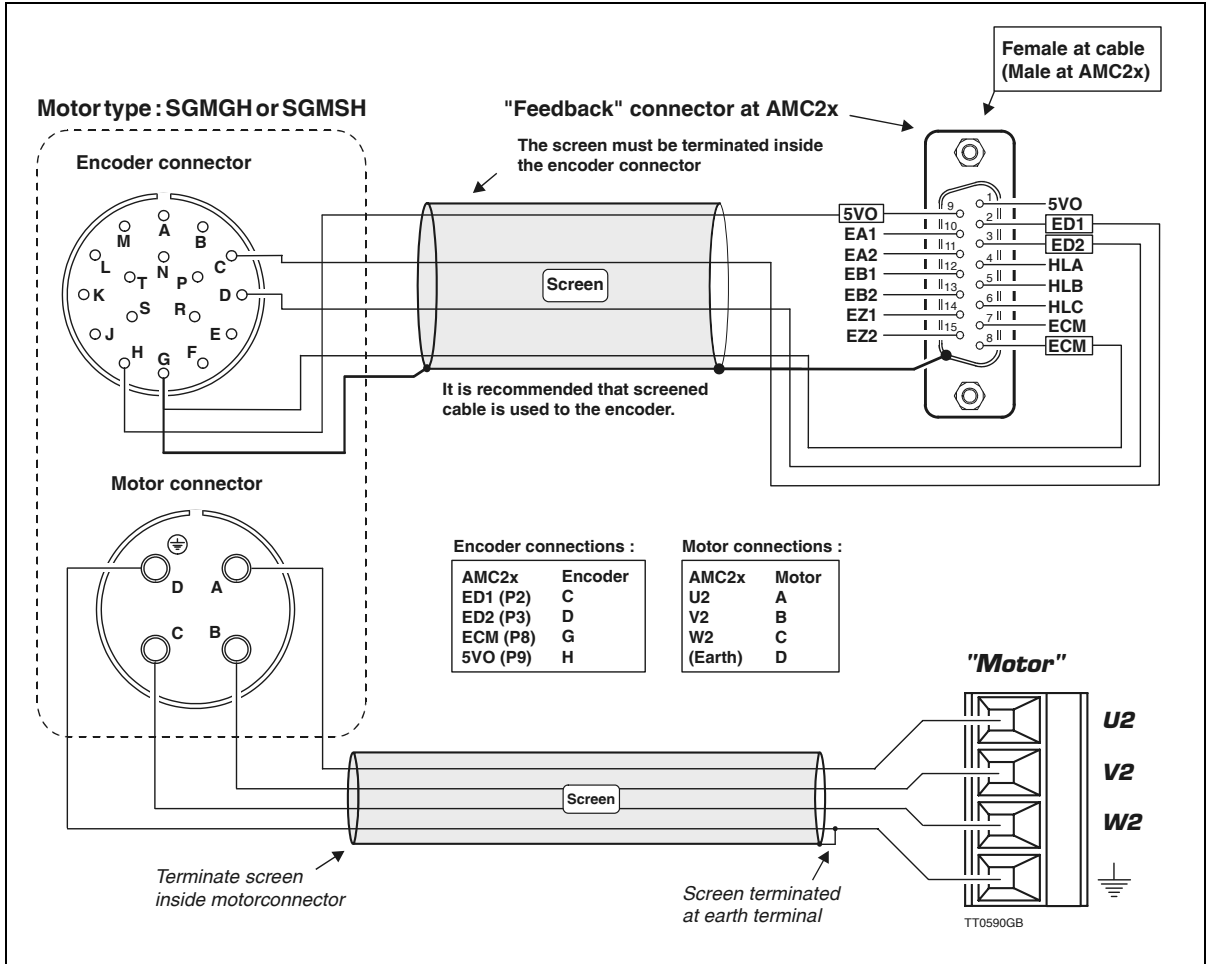 Female at cable
(Male at AMC2x)
Motor type : SGMGH or SGMSH
"Feedback" connector at AMC2x
Encoder connector
The screen must be terminated inside
the encoder connector
A
B
C
D
E
F
G
H
J
K
L
M
N
P
R
S
T
Screen
It is recommended that screened
cable is used to the encoder.
5VO
EA1
EA2
EB1
EB2
EZ1
EZ2
9
10
11
12
13
14
15
1
2
3
4
5
6
7
8
5VO
ED1
ED2
HLA
HLB
HLC
ECM
ECM
Motor connector
D
A
C
B
Encoder connections :
AMC2x Encoder
ED1 (P2) C
ED2 (P3) D
ECM (P8) G
5VO (P9) H
Motor connections :
AMC2x Motor
U2 A
V2 B
W2 C
(Earth) D
"Motor"
U2
V2
W2
Screen
Terminate screen
inside motorconnector
Screen terminated
at earth terminal
TT0590GB